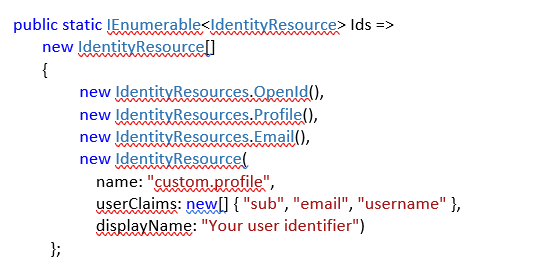 public static IEnumerable<IdentityResource> Ids =>
new IdentityResource[]
{
new IdentityResources.OpenId(),
new IdentityResources.Profile(),
new IdentityResources.Email(),
new IdentityResource(
name: "custom.profile",
userClaims: new[] { "sub", "email", "username" },
displayName: "Your user identifier")
};